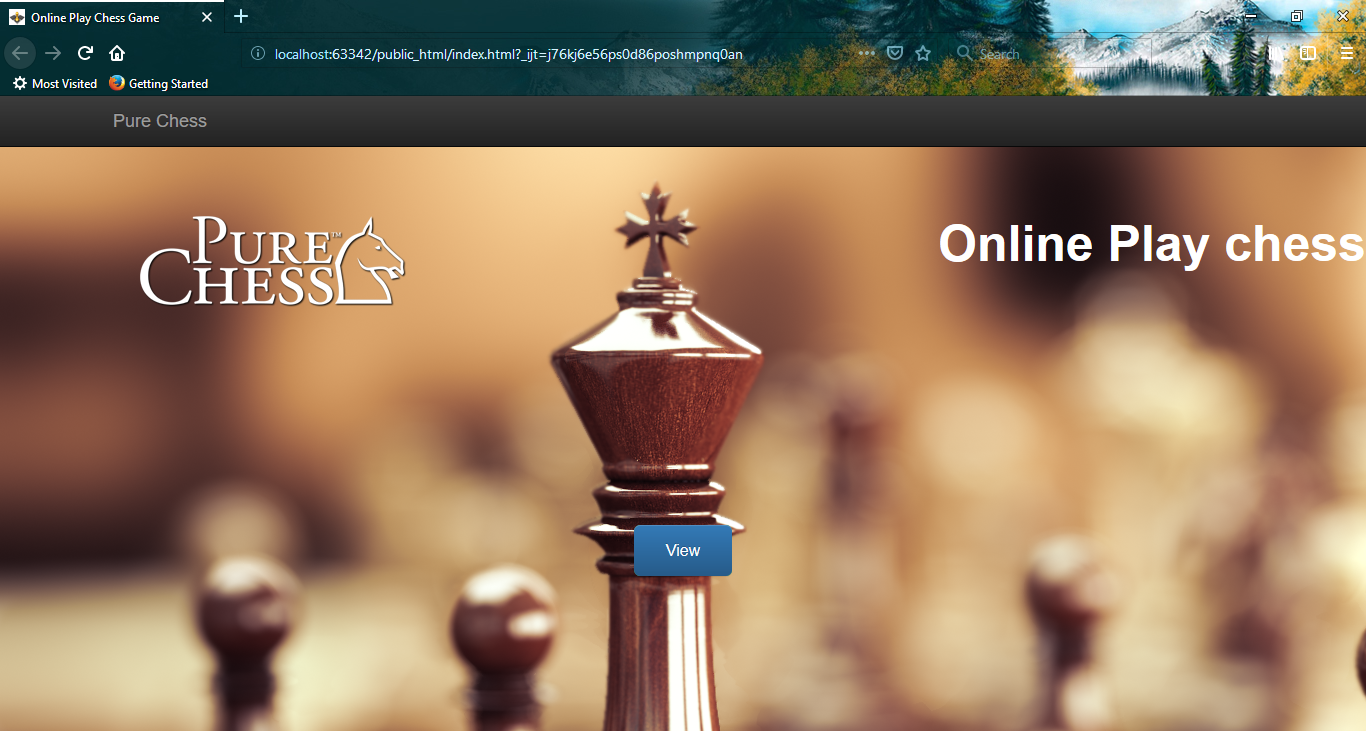 Online Play Chess Game
localhost:63342/public_html/index.html?_ijt=j76kj6e56ps0d86poshmpnq0an
Search
Most Visited Getting Started
Pure Chess
PURE™
CHESS
Online Play chess
View